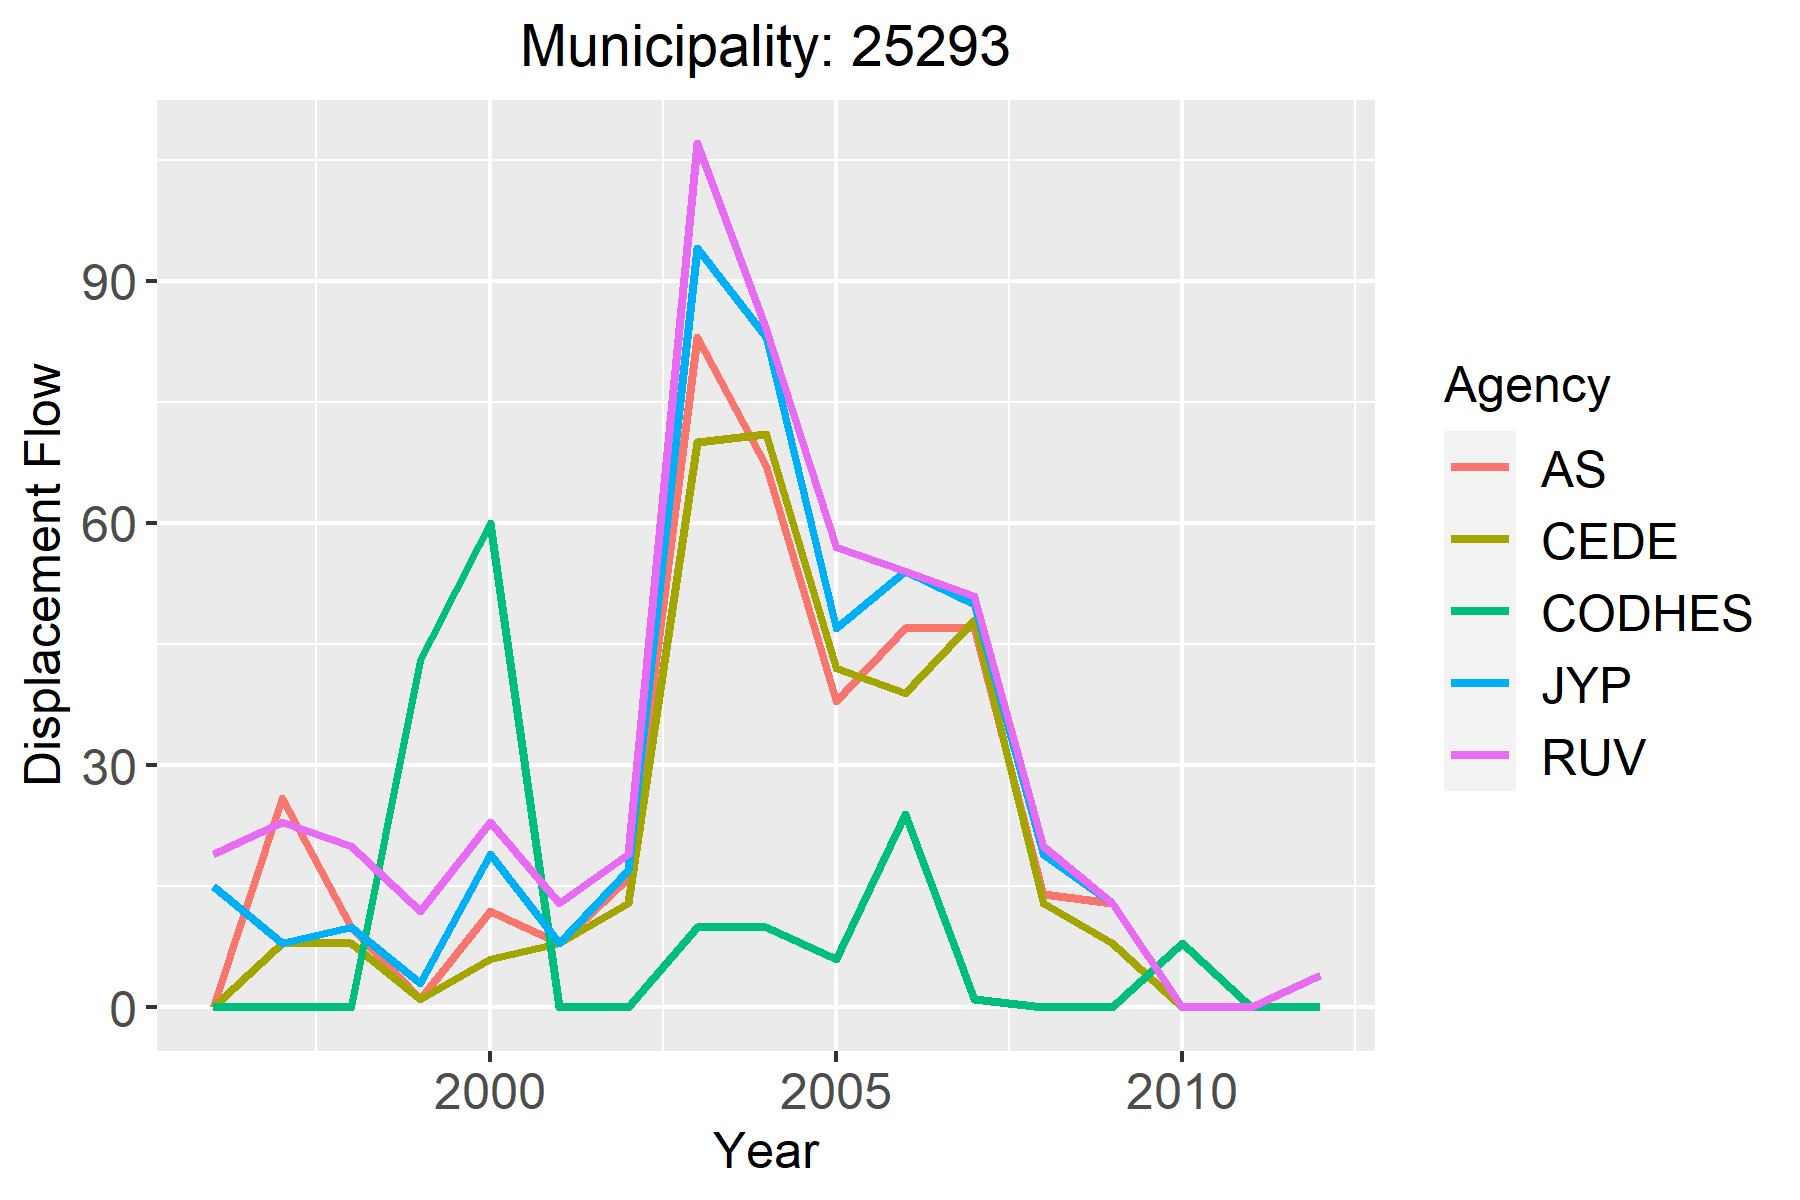 Municipality: 25293
Displacement Flow
90
60
30
0
2000
2005
2010
Year
Agency
AS
CEDE
CODHES
JYP
RUV